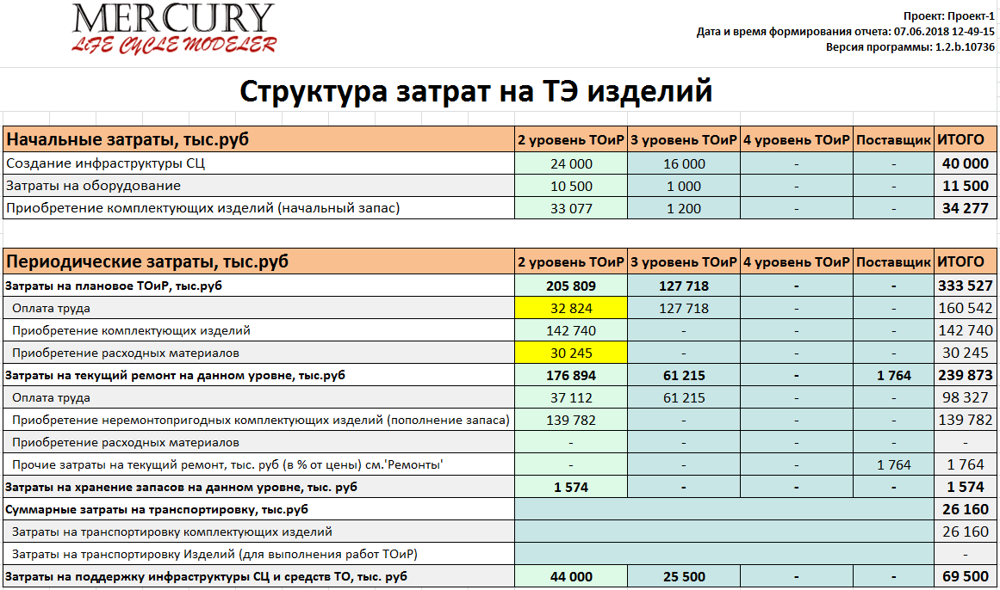 MERCURY
LIFE CYCLE MODELER
Проект: Проект-1
Дата и время формирования отчета: 07.06.2018 12-49-15
Версия программы: 1.2.b.10736
Структура затрат на ТЭ изделий
Начальные затраты, тыс.руб 2 уровень ТОиР 3 уровень ТОиР 4 уровень ТОиР Поставщик ИТОГО
Создание инфраструктуры СЦ 24 000 16 000 - - 40 000
Затраты на оборудование 10 500 1 000 - - 11 500
Приобретение комплектующих изделий (начальный запас) 33 077 1 200 - - 34 277
Периодические затраты, тыс.руб 2 уровень ТОиР 3 уровень ТОиР 4 уровень ТОиР Поставщик ИТОГО
Затраты на плановое ТОиР, тыс.руб 205 809 127 718 - - 333 527
Оплата труда 32 824 127 718 - - 160 542
Приобретение комплектующих изделий 142 740 - - - 142 740
Приобретение расходных материалов 30 245 - - - 30 245
Затраты на текущий ремонт на данном уровне, тыс.руб 176 894 61 215 - 1 764 239 873
Оплата труда 37 112 61 215 - - 98 327
Приобретение неремонтопригодных комплектующих изделий (пополнение запаса) 139 782 - - - 139 782
Приобретение расходных материалов - - - - -
Прочие затраты на текущий ремонт, тыс. руб (в % от цены) см.'Ремонты' - - - 1 764 1 764
Затраты на хранение запасов на данном уровне, тыс. руб 1 574 - - - 1 574
Суммарные затраты на транспортировку, тыс.руб 26 160
Затраты на транспортировку комплектующих изделий 26 160
Затраты на транспортировку Изделий (для выполнения работ ТОиР) -
Затраты на поддержку инфраструктуры СЦ и средств ТО, тыс. руб 44 000 25 500 - - 69 500